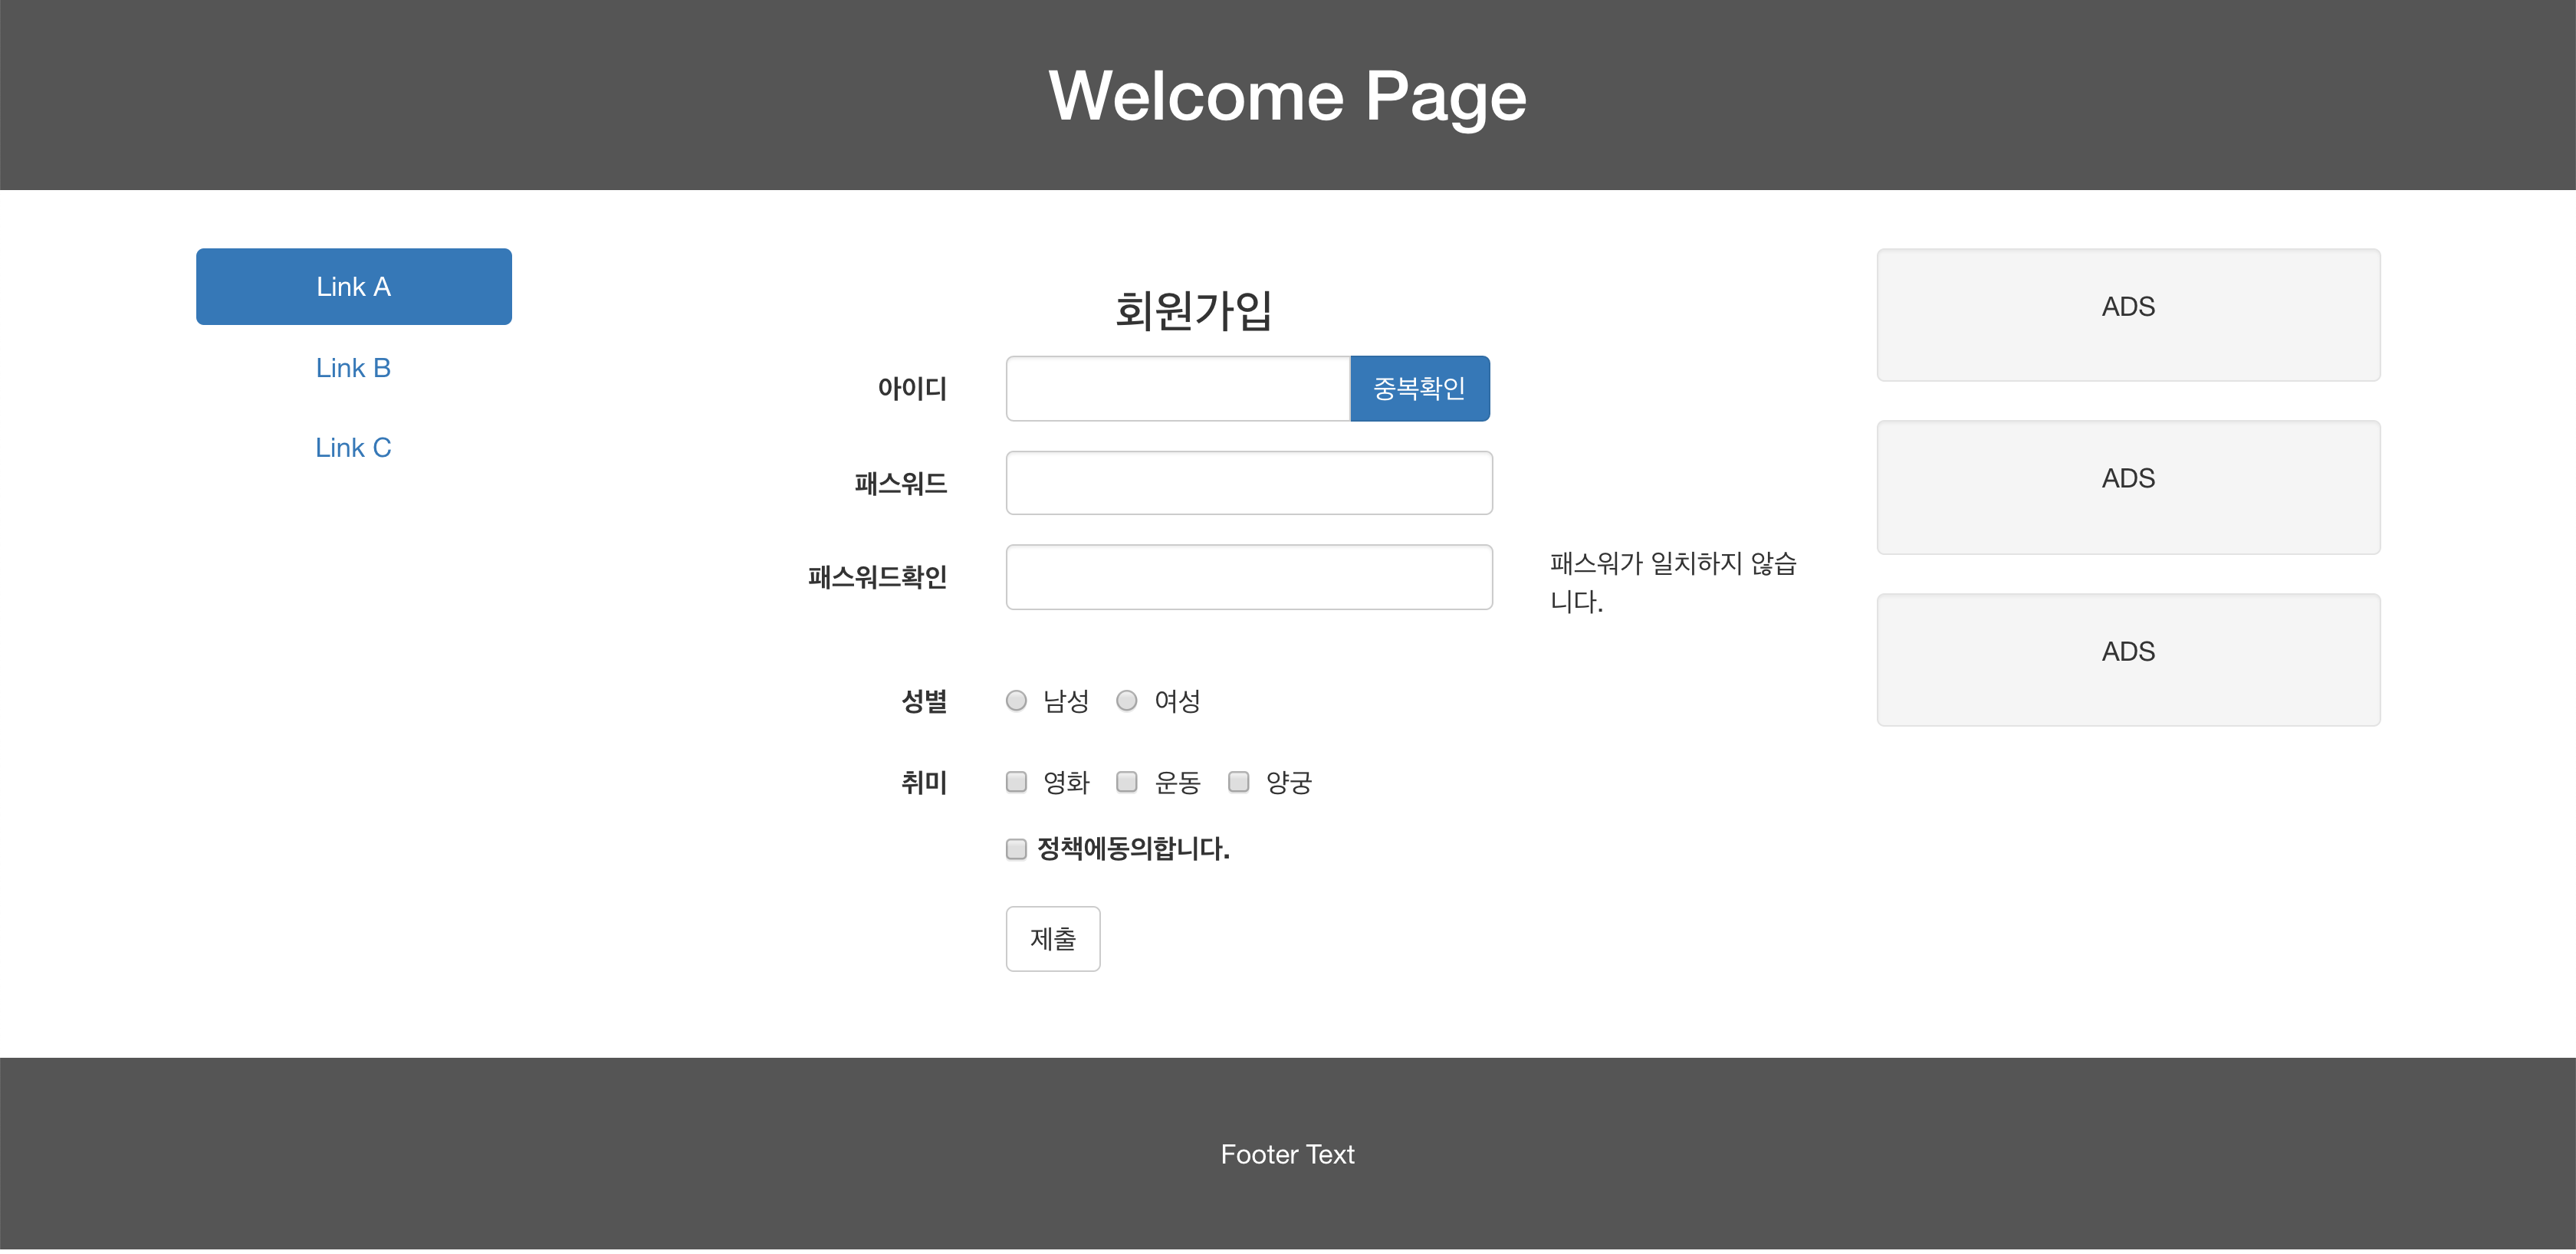 Welcome Page
Link A
Link B
Link C
회원가입
아이디
중복확인
패스워드
패스워드확인
패스워가 일치하지 않습
니다.
성별 남성 여성
취미 영화 운동 양궁
정책에동의합니다.
제출
ADS
ADS
ADS
Footer Text